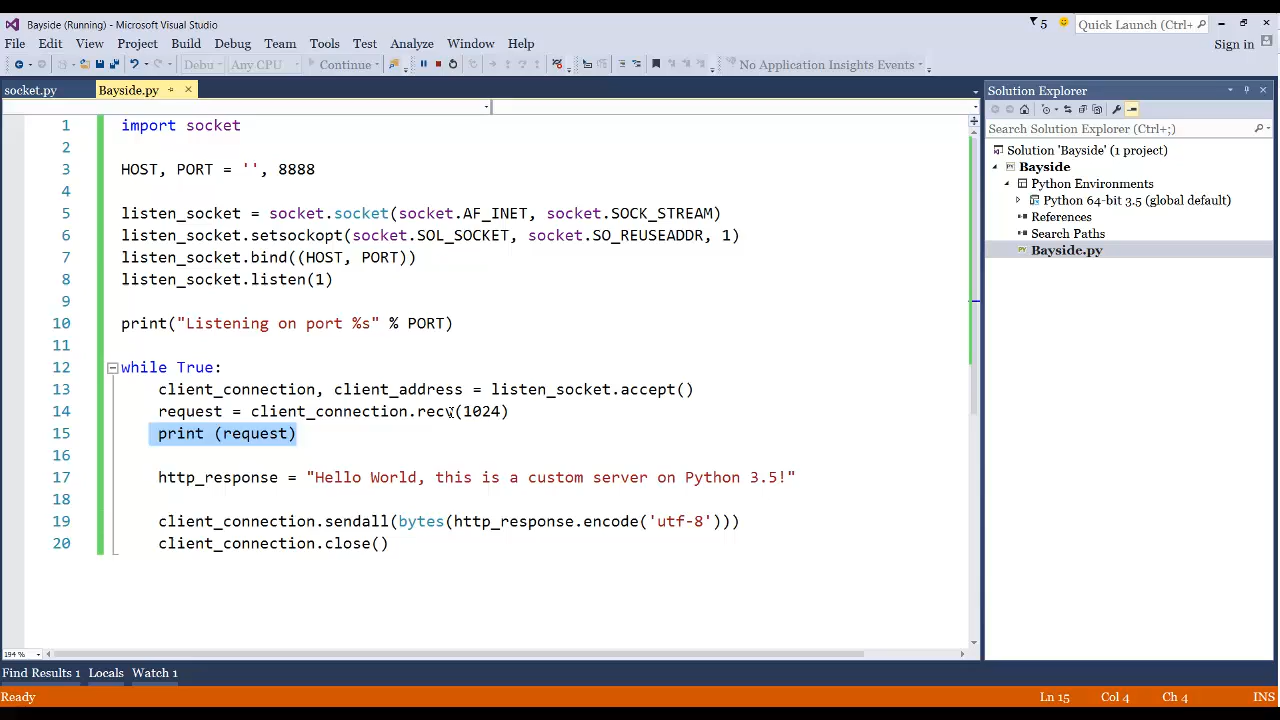 Bayside (Running) - Microsoft Visual Studio
5
Quick Launch (Ctrl+
File Edit View Project Build Debug Team Tools Test Analyze Window Help
Sign in
Debu Any CPU Continue No Application Insights Events
socket.py Bayside.py
1 import socket
2
3 HOST, PORT = '', 8888
4
5 listen_socket = socket.socket(socket.AF_INET, socket.SOCK_STREAM)
6 listen_socket.setsockopt(socket.SOL_SOCKET, socket.SO_REUSEADDR, 1)
7 listen_socket.bind((HOST, PORT))
8 listen_socket.listen(1)
9
10 print("Listening on port %s" % PORT)
11
12 while True:
13 client_connection, client_address = listen_socket.accept()
14 request = client_connection.recv(1024)
15 print (request)
16
17 http_response = "Hello World, this is a custom server on Python 3.5!"
18
19 client_connection.sendall(bytes(http_response.encode('utf-8')))
20 client_connection.close()
194 %
Solution Explorer
Search Solution Explorer (Ctrl+;)
Solution 'Bayside' (1 project)
Bayside
Python Environments
Python 64-bit 3.5 (global default)
References
Search Paths
Bayside.py
Find Results 1 Locals Watch 1
Ready Ln 15 Col 4 Ch 4 INS